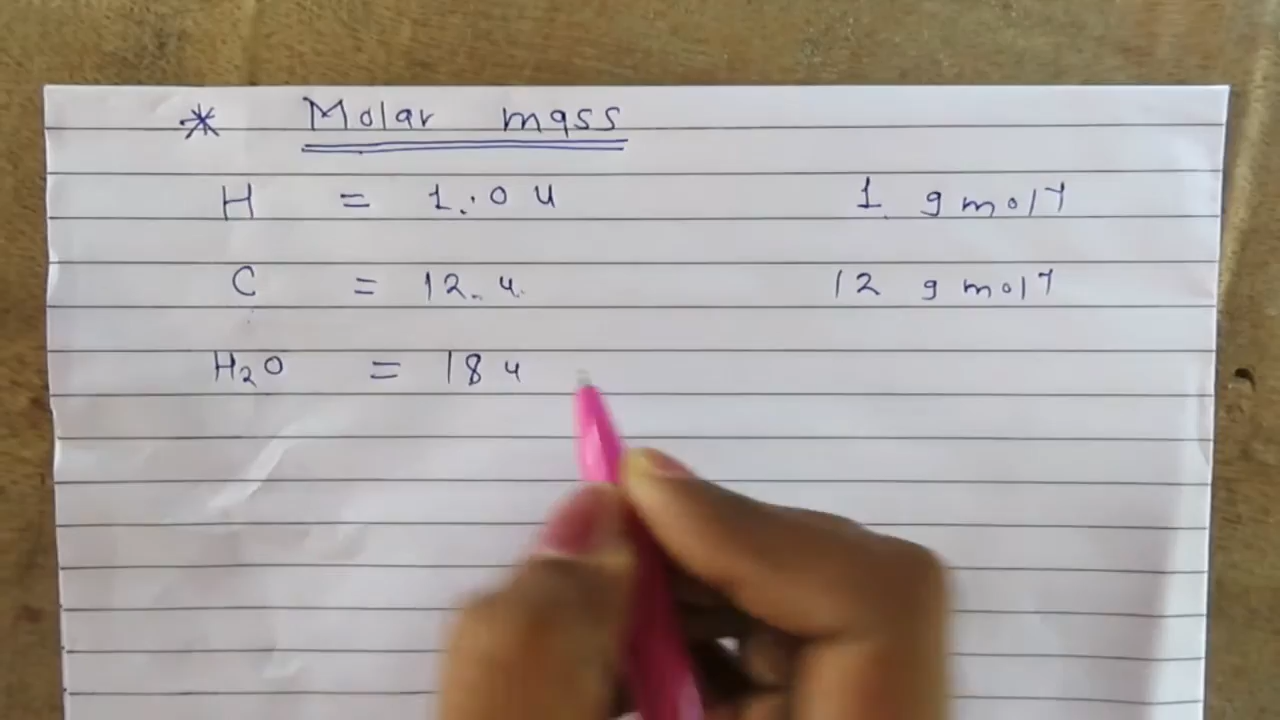 * Molar mass
H = 1.0 u 1 g mol⁻¹
C = 12. u. 12 g mol⁻¹
H₂O = 18 u